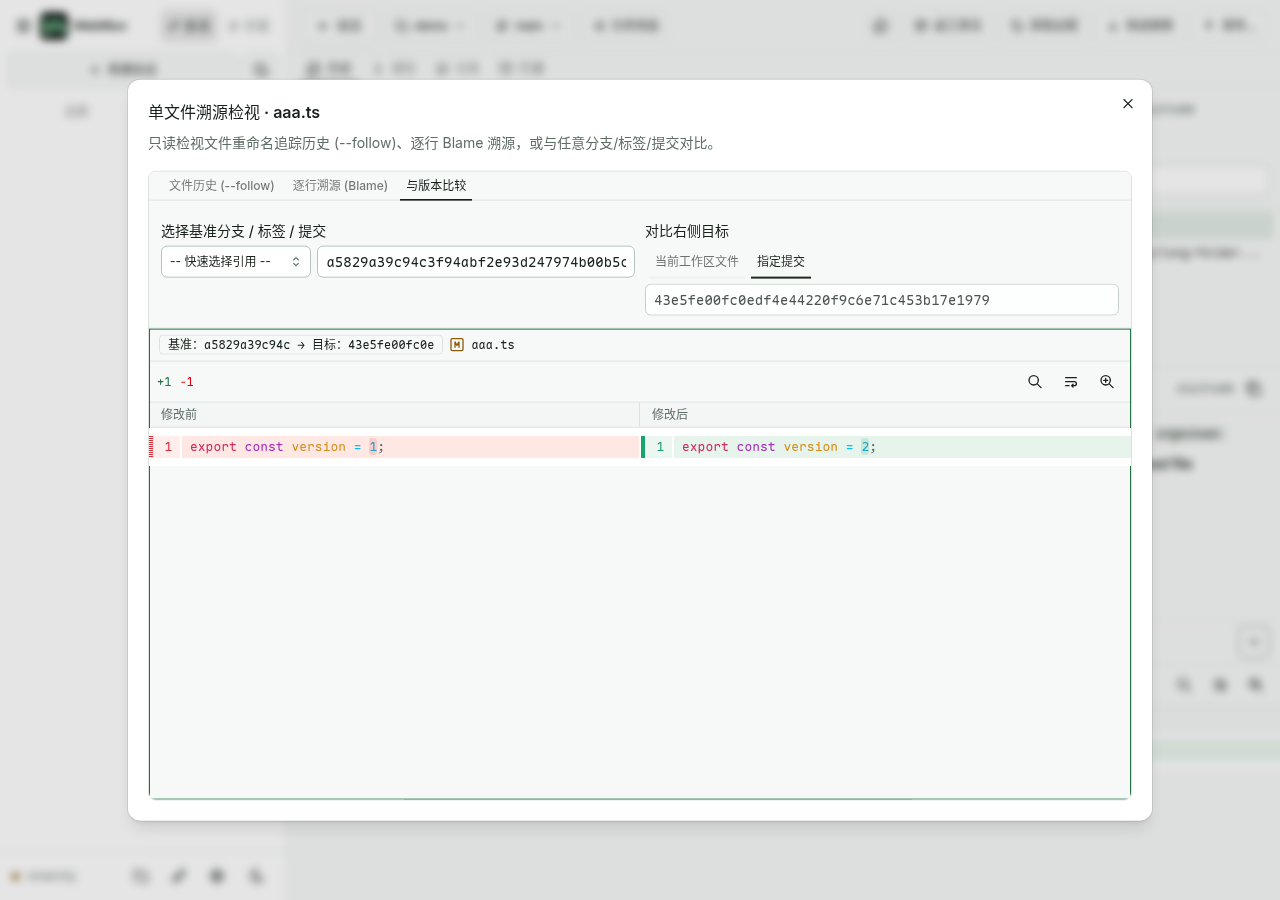 单文件溯源检视 · aaa.ts
只读检视文件重命名追踪历史 (--follow)、逐行 Blame 溯源，或与任意分支/标签/提交对比。
文件历史 (--follow) 逐行溯源 (Blame) 与版本比较
选择基准分支 / 标签 / 提交 对比右侧目标
-- 快速选择引用 -- a5829a39c94c3f94abf2e93d247974b00b5c 当前工作区文件 指定提交
43e5fe00fc0edf4e44220f9c6e71c453b17e1979
基准: a5829a39c94c → 目标: 43e5fe00fc0e M aaa.ts
+1 -1
修改前 修改后
1 export const version = 1; 1 export const version = 2;